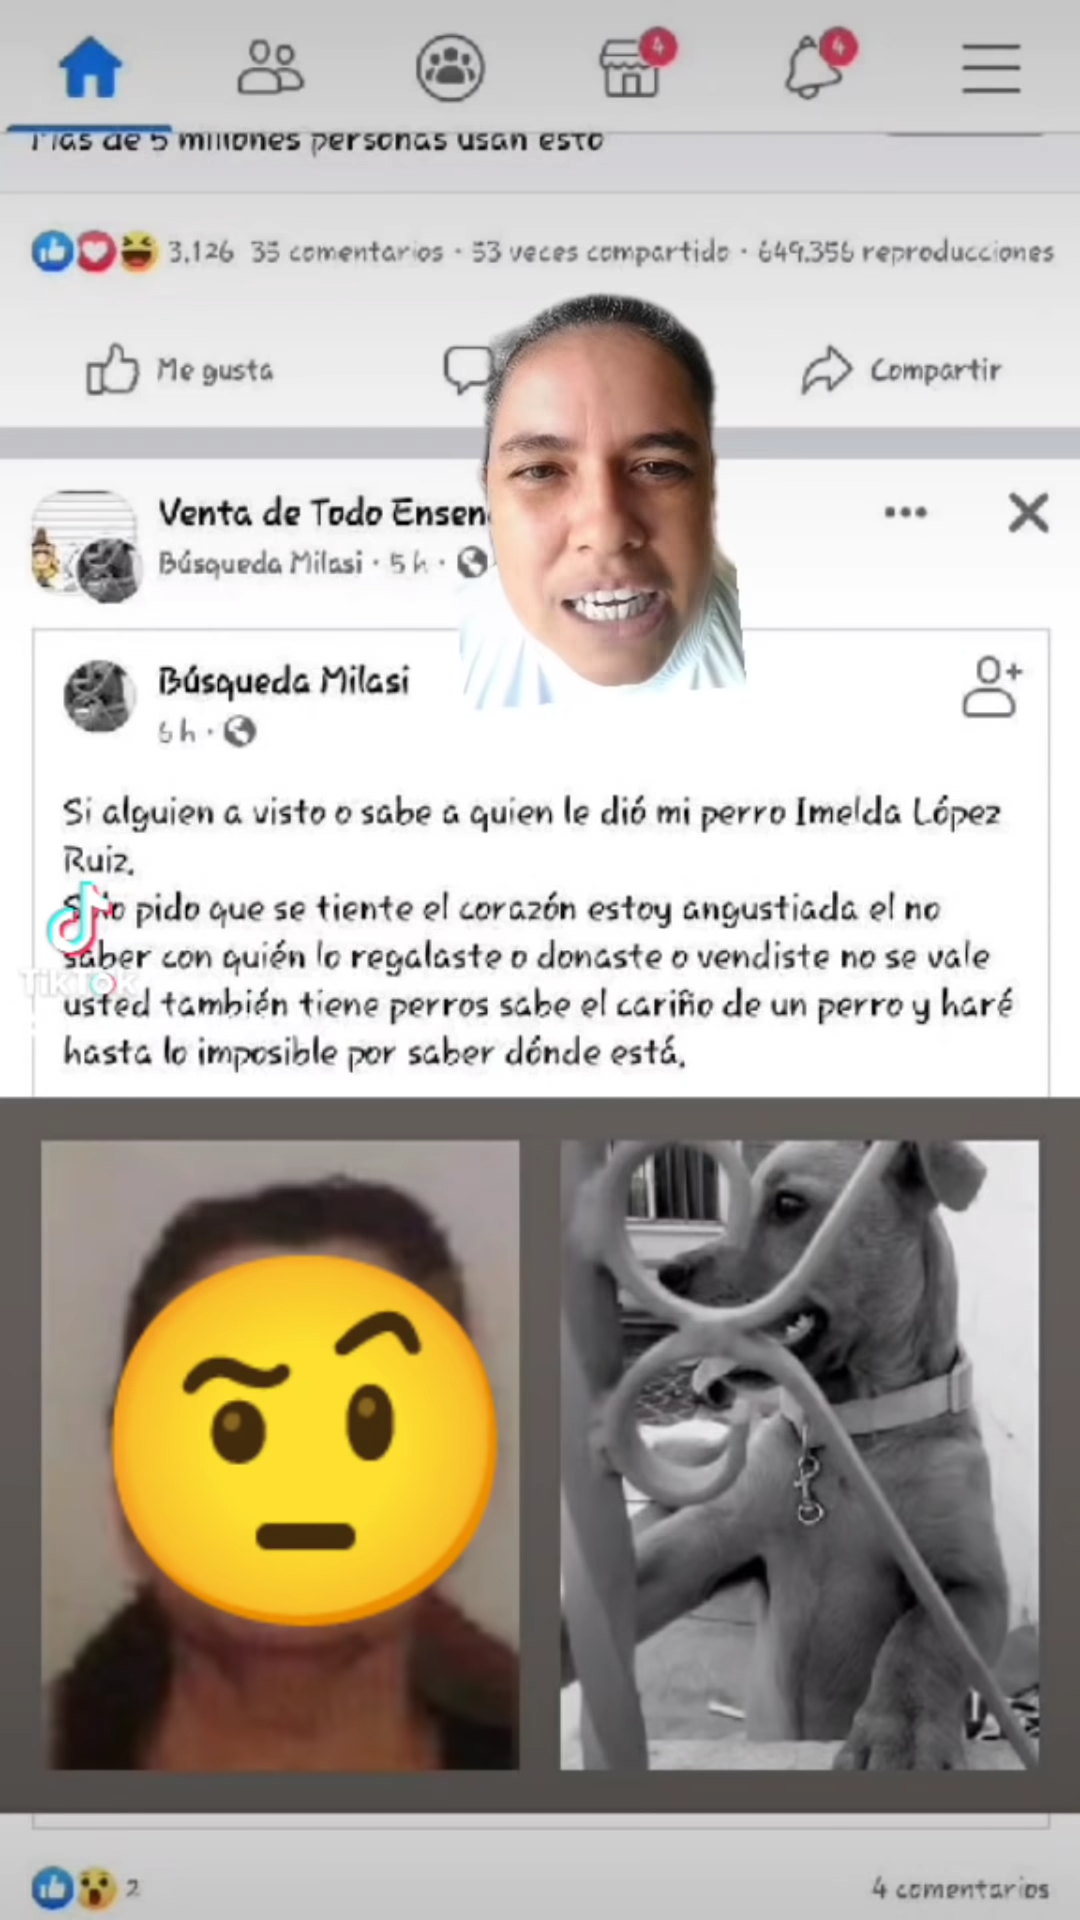 Más de 5 millones personas usan esto
3,126 35 comentarios · 53 veces compartido · 649.356 reproducciones
Me gusta
Compartir
Venta de Todo Ensen
Búsqueda Milasi · 5 h ·
Búsqueda Milasi
6 h ·
Si alguien a visto o sabe a quien le dió mi perro Imelda López
Ruiz.
Solo pido que se tiente el corazón estoy angustiada el no
saber con quién lo regalaste o donaste o vendiste no se vale
usted también tiene perros sabe el cariño de un perro y haré
hasta lo imposible por saber dónde está.
TikTok
2
4 comentarios
4
4